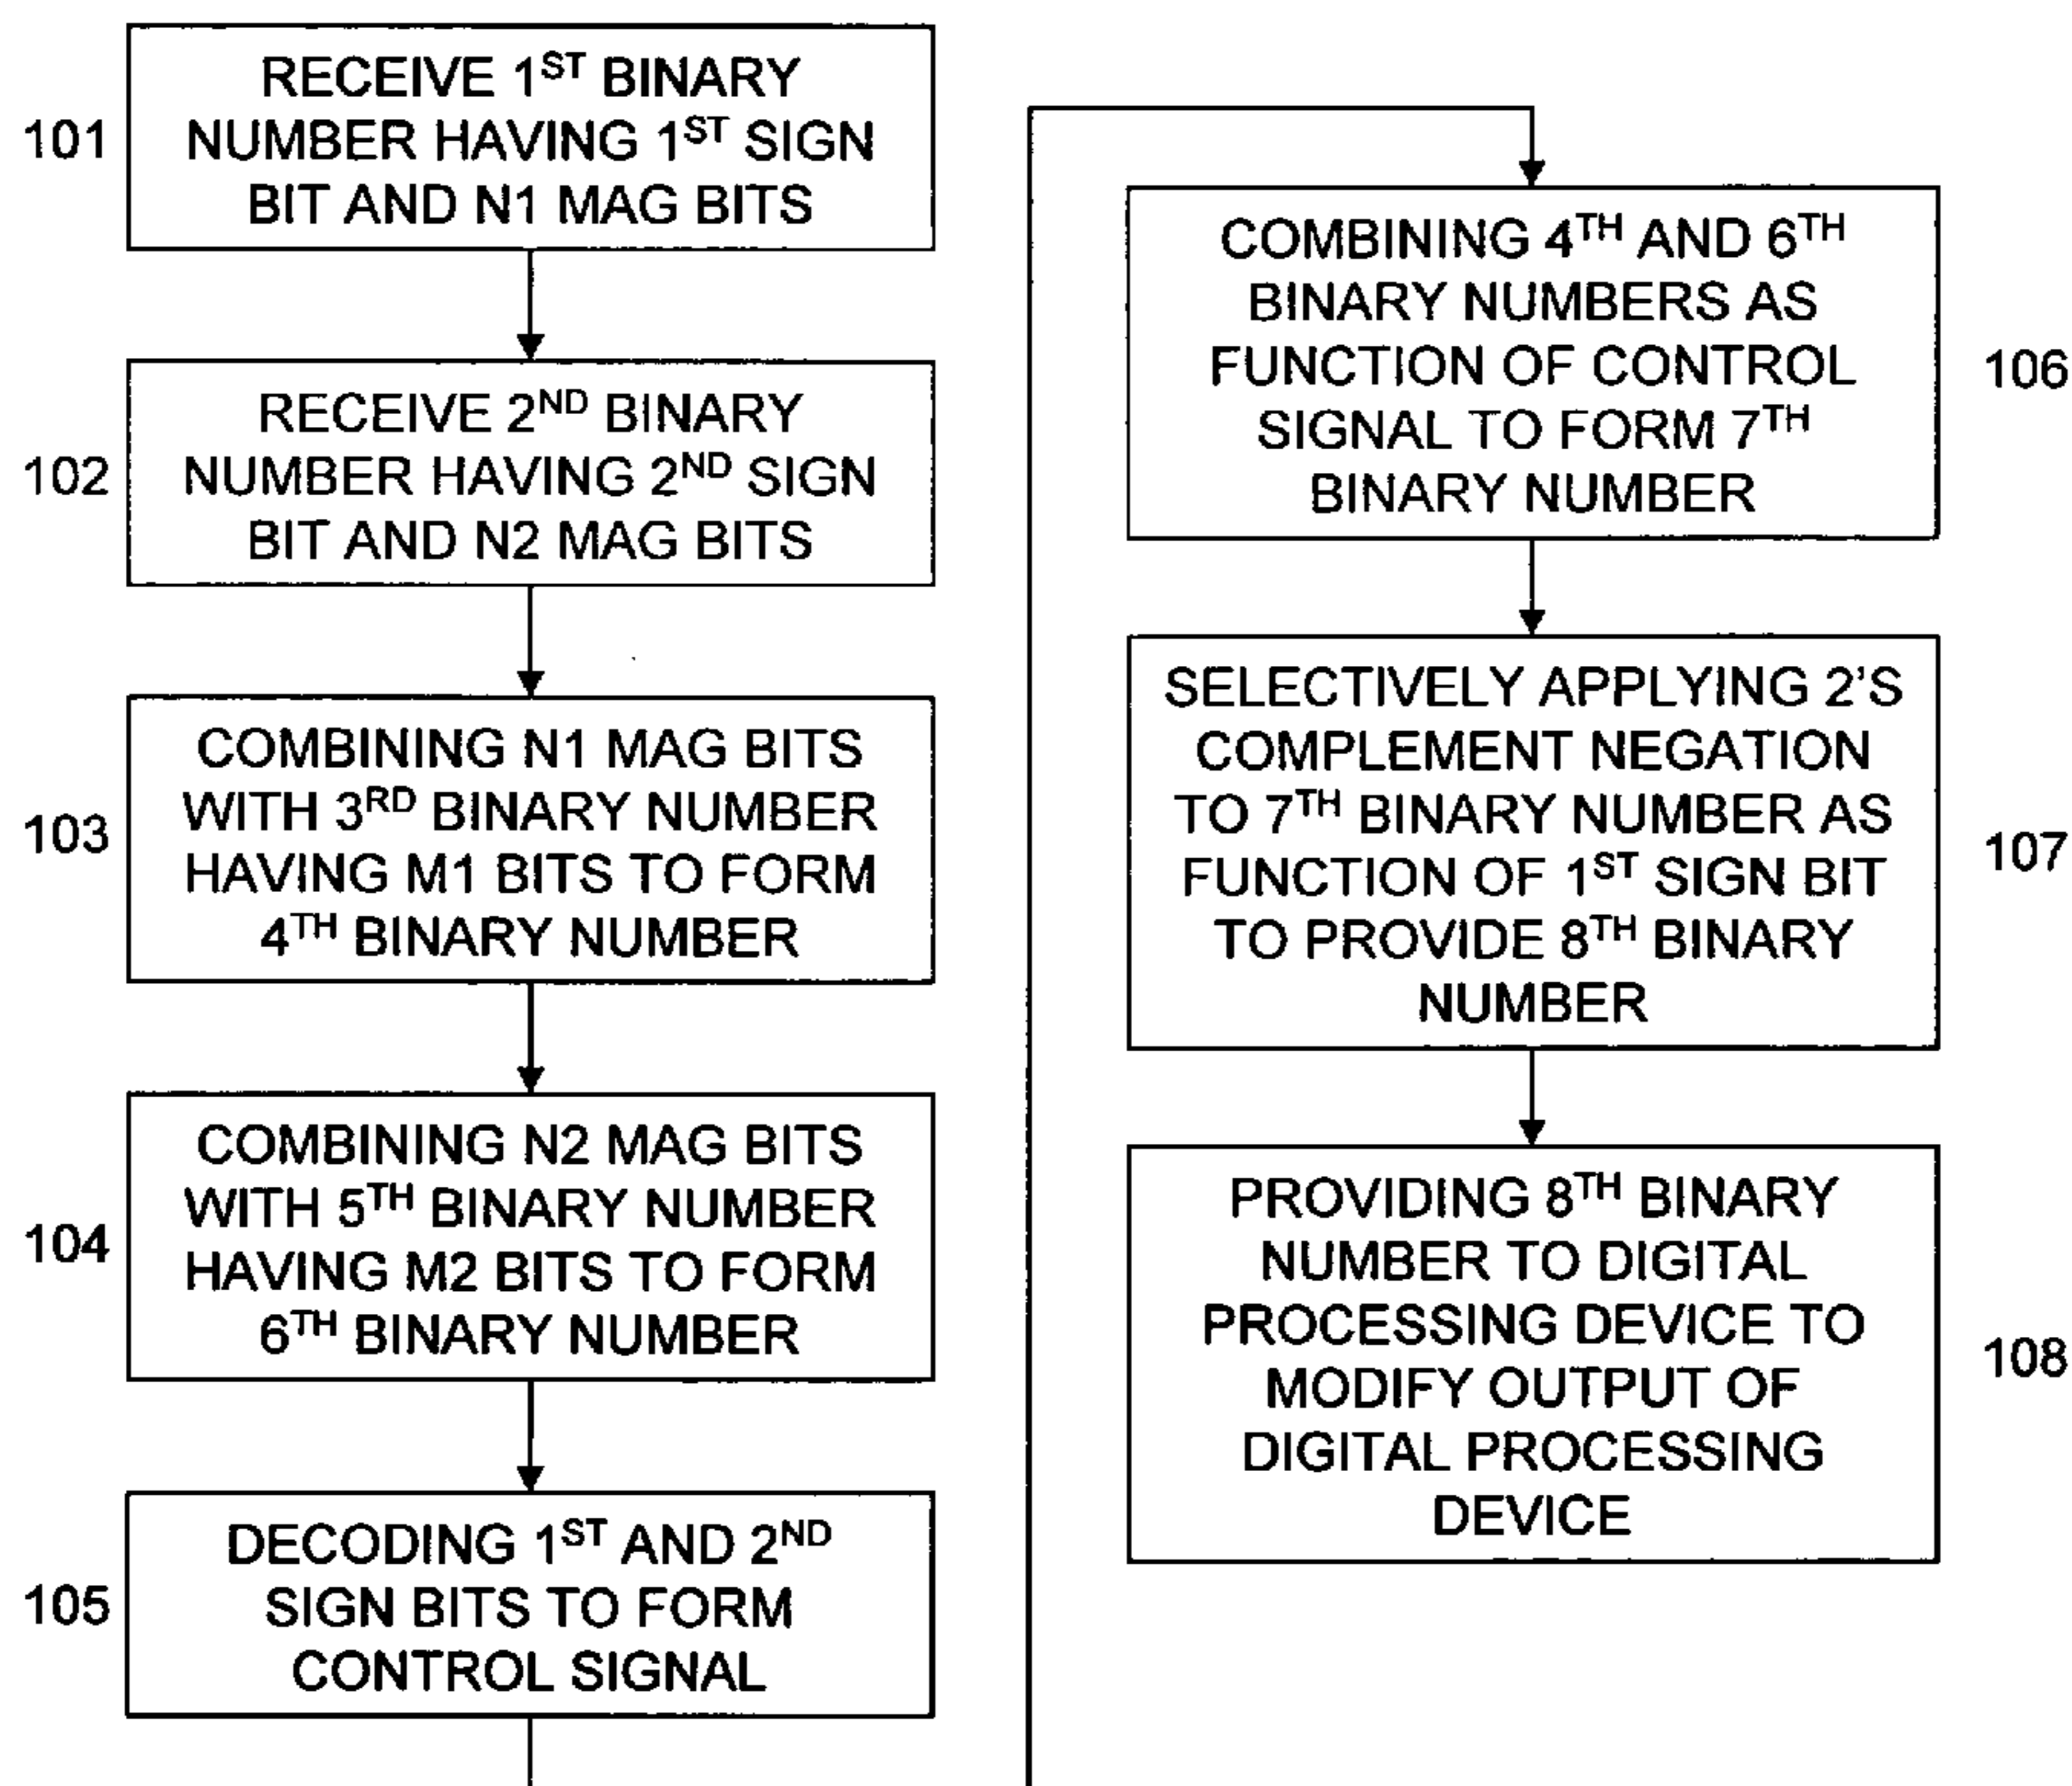 101
RECEIVE 1ST BINARY
NUMBER HAVING 1ST SIGN
BIT AND N1 MAG BITS
102
RECEIVE 2ND BINARY
NUMBER HAVING 2ND SIGN
BIT AND N2 MAG BITS
103
COMBINING N1 MAG BITS
WITH 3RD BINARY NUMBER
HAVING M1 BITS TO FORM
4TH BINARY NUMBER
104
COMBINING N2 MAG BITS
WITH 5TH BINARY NUMBER
HAVING M2 BITS TO FORM
6TH BINARY NUMBER
105
DECODING 1ST AND 2ND
SIGN BITS TO FORM
CONTROL SIGNAL
COMBINING 4TH AND 6TH
BINARY NUMBERS AS
FUNCTION OF CONTROL
SIGNAL TO FORM 7TH
BINARY NUMBER
106
SELECTIVELY APPLYING 2'S
COMPLEMENT NEGATION
TO 7TH BINARY NUMBER AS
FUNCTION OF 1ST SIGN BIT
TO PROVIDE 8TH BINARY
NUMBER
107
PROVIDING 8TH BINARY
NUMBER TO DIGITAL
PROCESSING DEVICE TO
MODIFY OUTPUT OF
DIGITAL PROCESSING
DEVICE
108